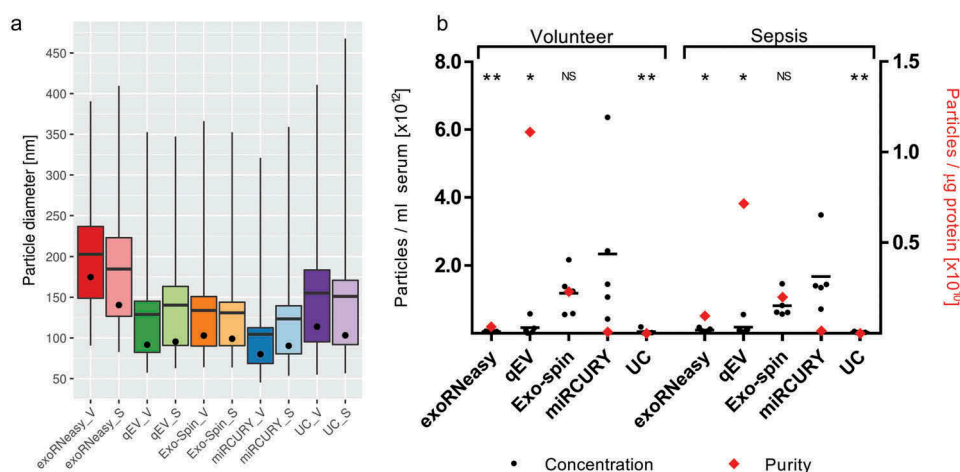 a
Particle diameter [nm]
450
400
350
300
250
200
150
100
50
exoRNeasy_V
exoRNeasy_S
qEV_V
qEV_S
Exo-Spin_V
Exo-Spin_S
miRCURY_V
miRCURY_S
UC_V
UC_S
b
Volunteer
Sepsis
Particles / ml serum [x10¹²]
8.0
6.0
4.0
2.0
** * NS ** * * NS **
1.5
1.0
0.5
Particles / µg protein [x10¹⁰]
exoRNeasy
qEV
Exo-spin
miRCURY
UC
exoRNeasy
qEV
Exo-spin
miRCURY
UC
Concentration
Purity